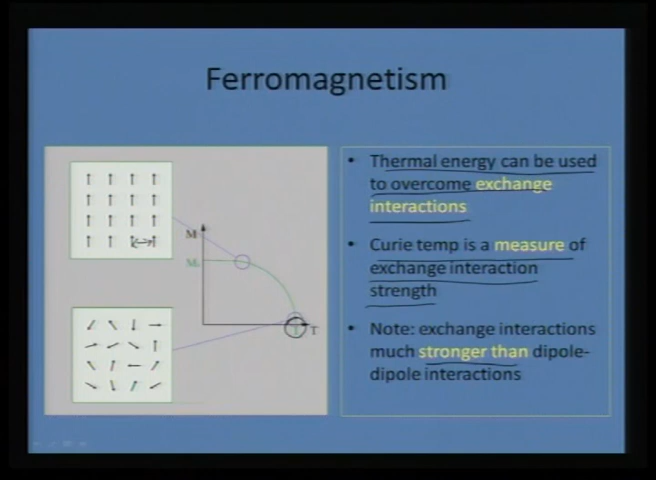 Ferromagnetism
M
M
T
• Thermal energy can be used
to overcome exchange
interactions
• Curie temp is a measure of
exchange interaction
strength
• Note: exchange interactions
much stronger than dipole-
dipole interactions